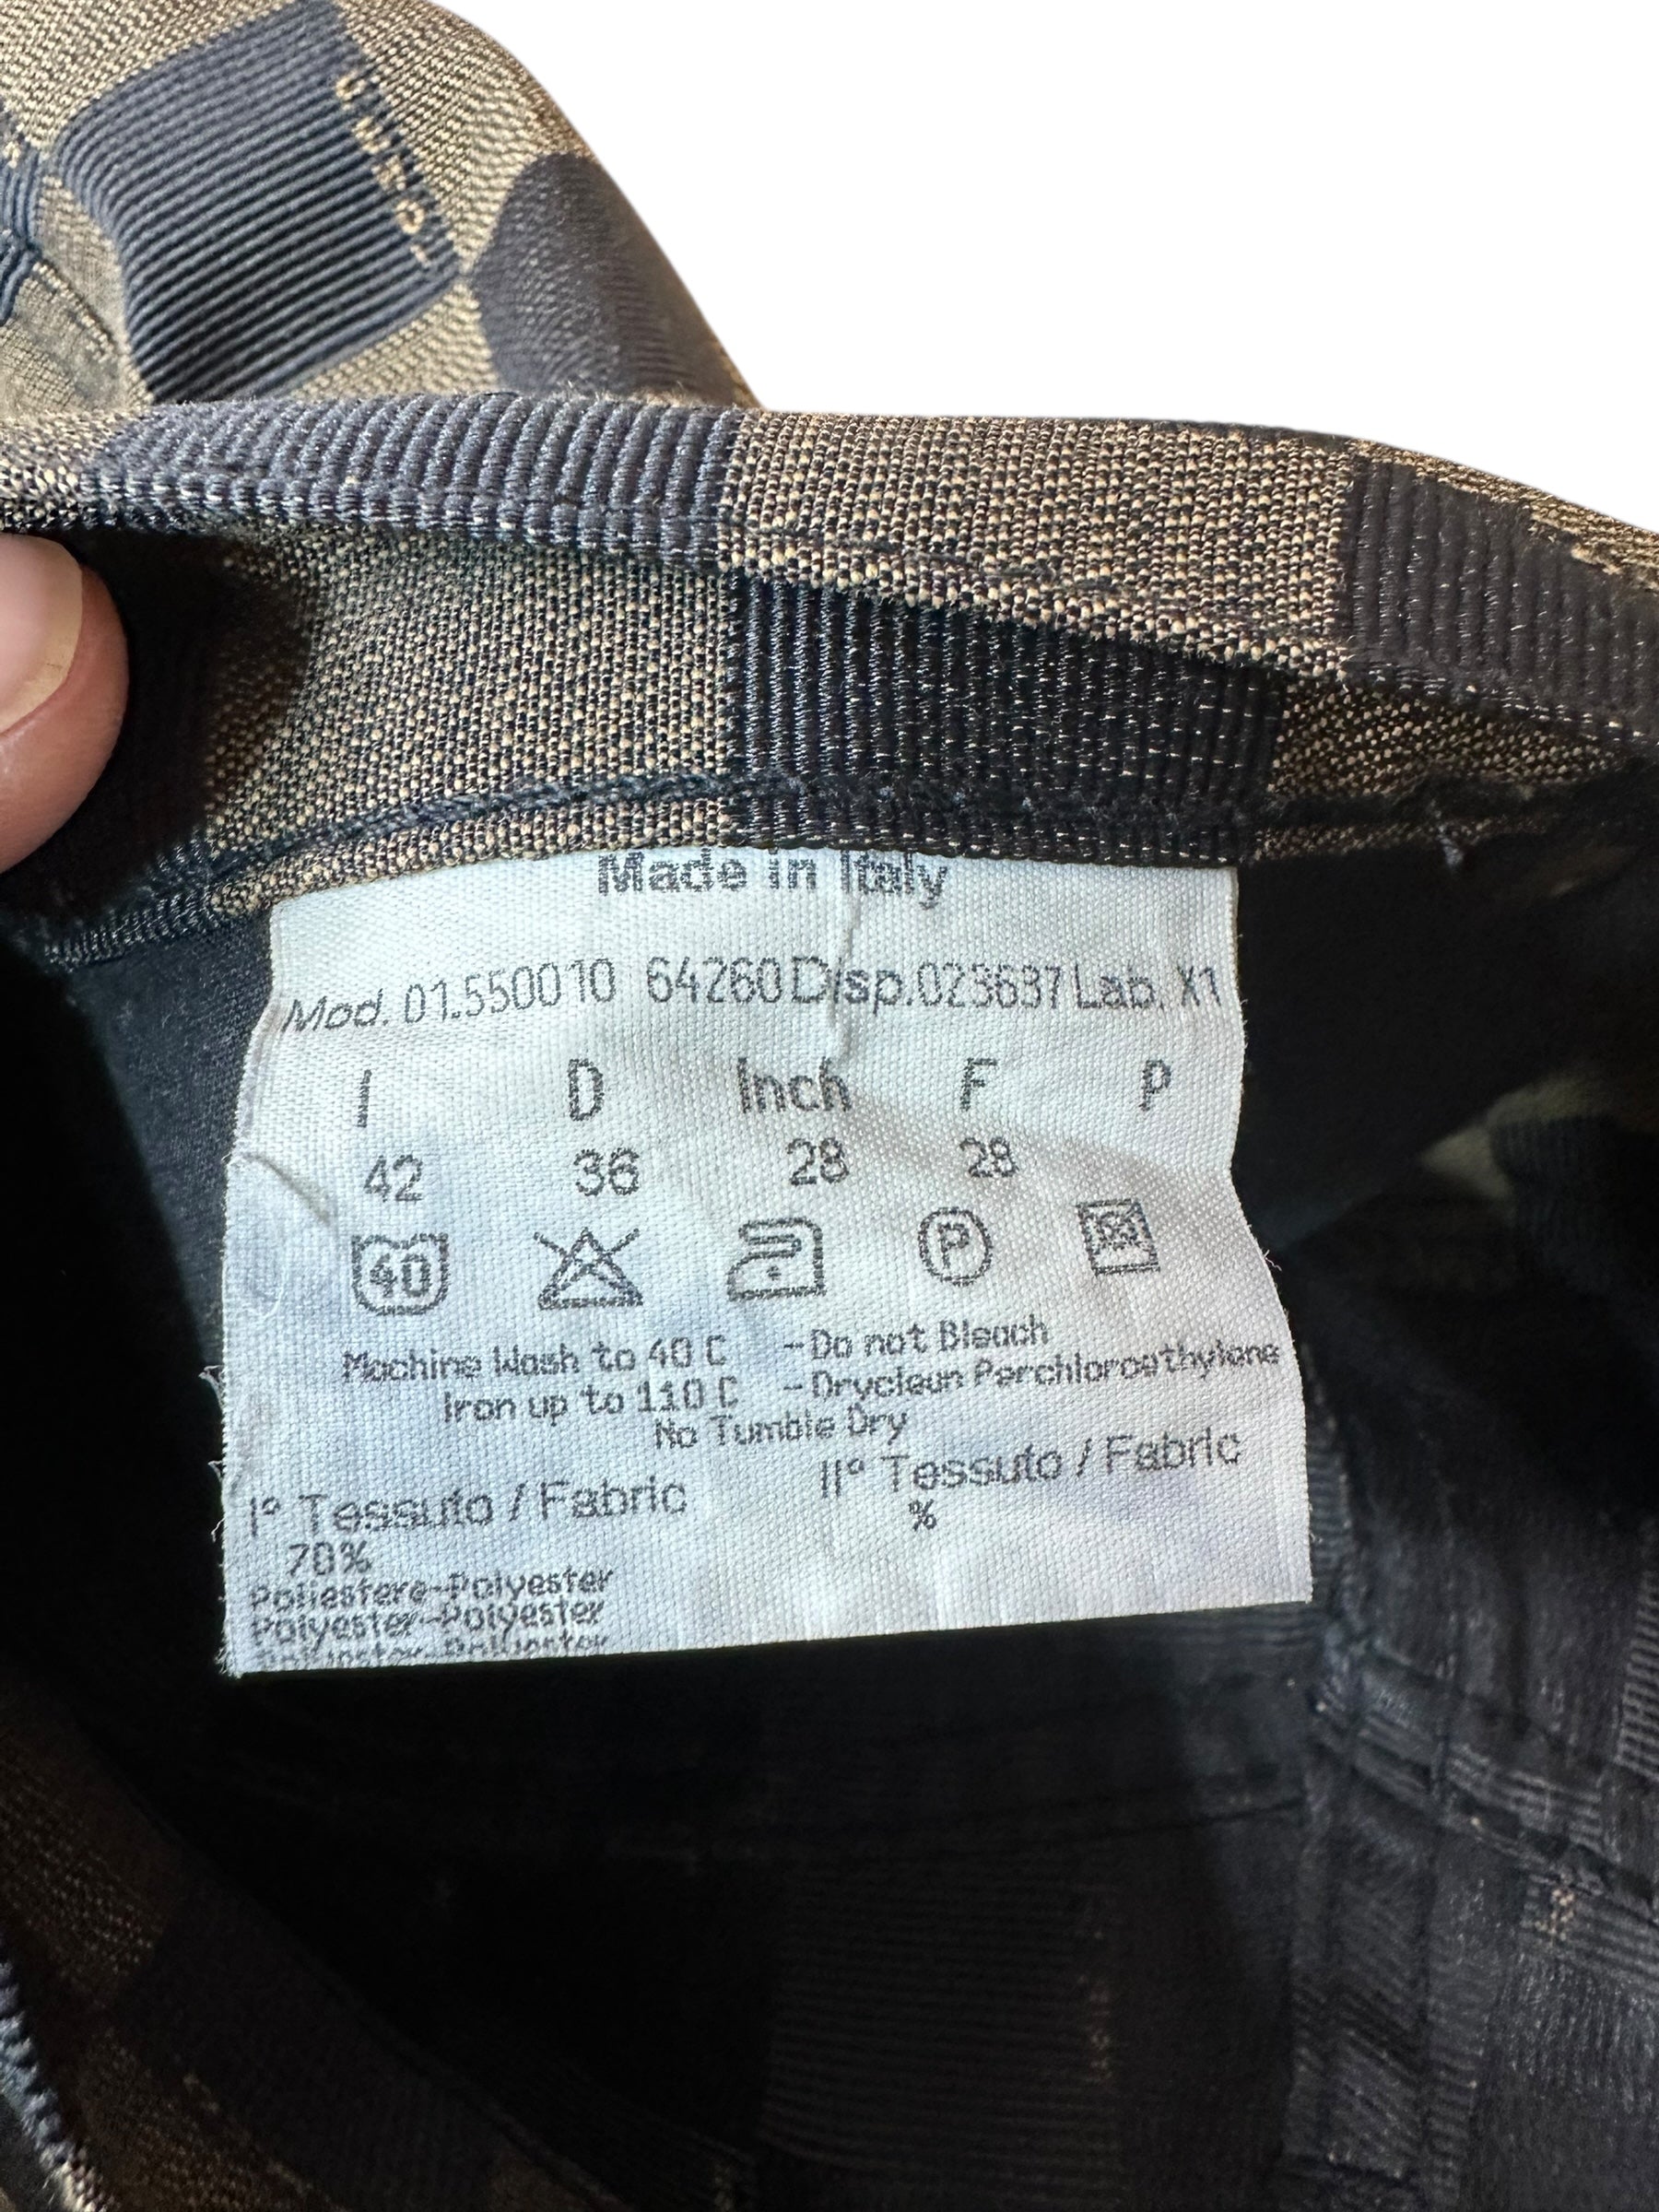 Made in Italy
Mod. 01.550010 64260 Disp.023637 Lab. X1
I D Inch F P
42 36 28 28
40 P
Machine Wash to 40 C -Do not Bleach
Iron up to 110 C -Dryclean Perchloroethylene
No Tumble Dry
I° Tessuto / Fabric II° Tessuto / Fabric
70% %
Poliestere-Polyester
Polyester-Polyester